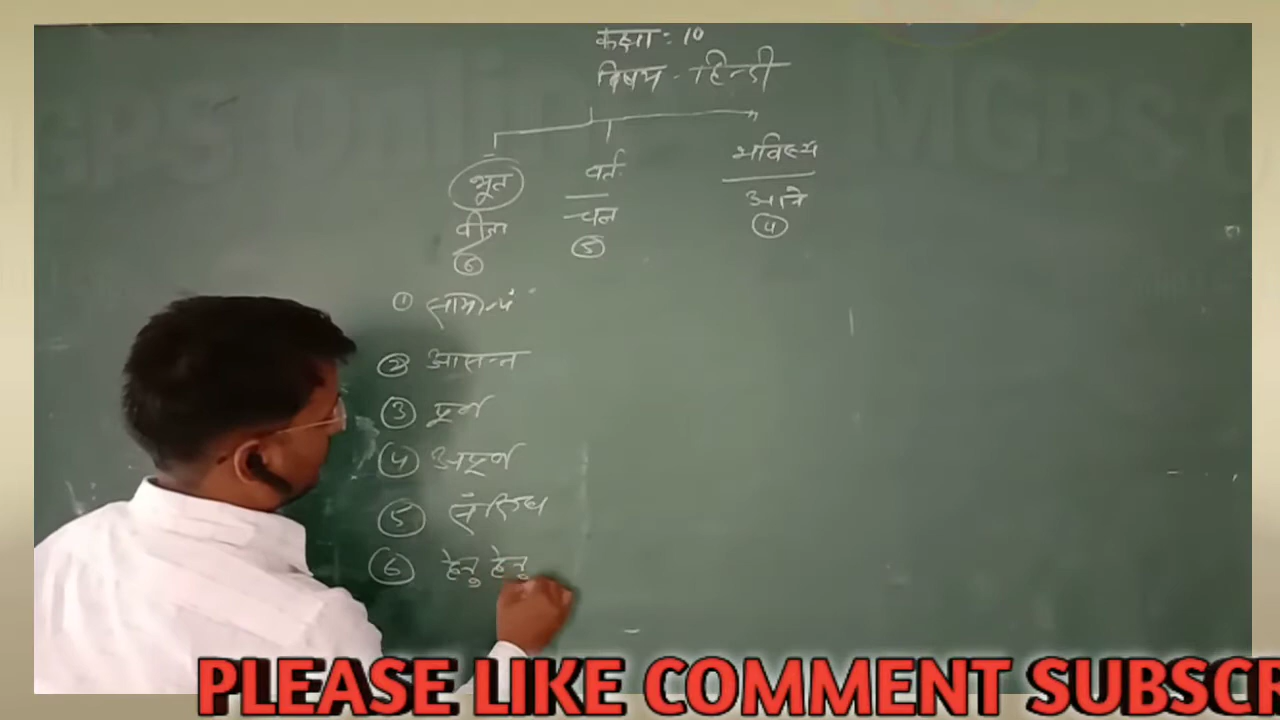 कक्षा: 10
विषय - हिन्दी
भूत वर्त. भविष्य
बीता चल आने
6 5 4
① सामान्य
② आसन्न
③ पूर्ण
④ अपूर्ण
⑤ संदिग्ध
⑥ हेतु हेतु
PLEASE LIKE COMMENT SUBSCR